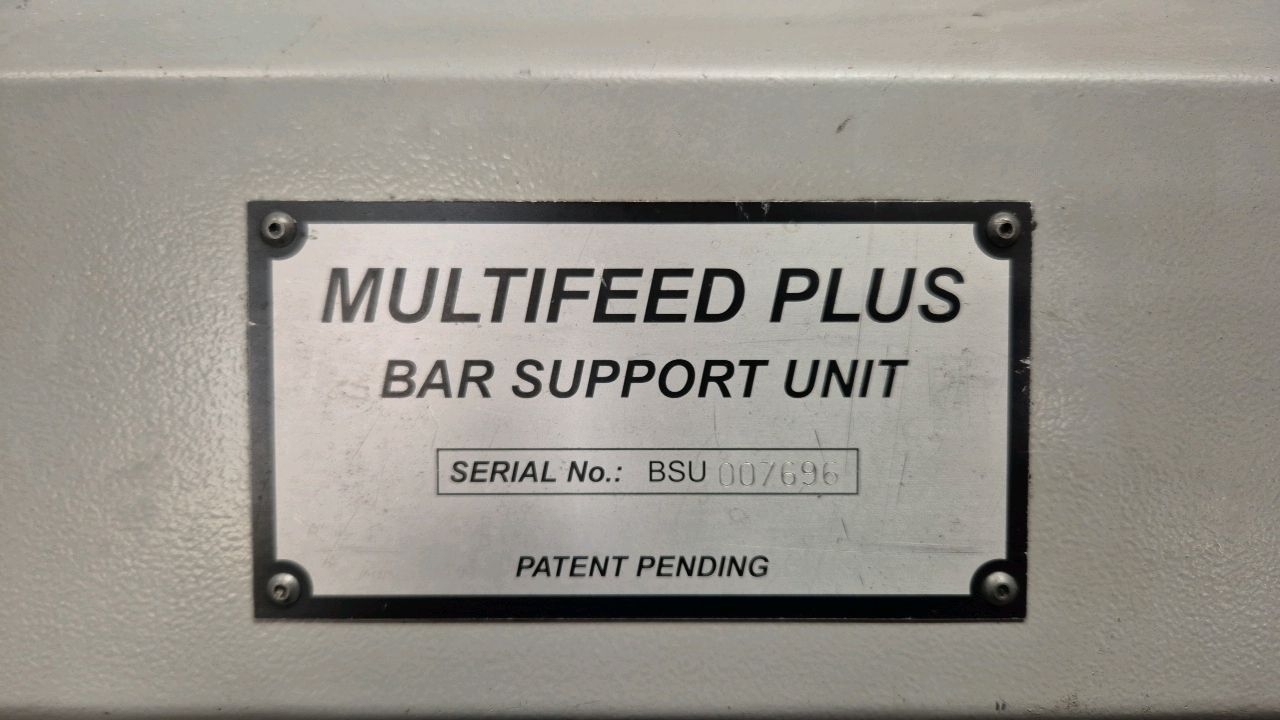 MULTIFEED PLUS
BAR SUPPORT UNIT
SERIAL No.: BSU 007696
PATENT PENDING